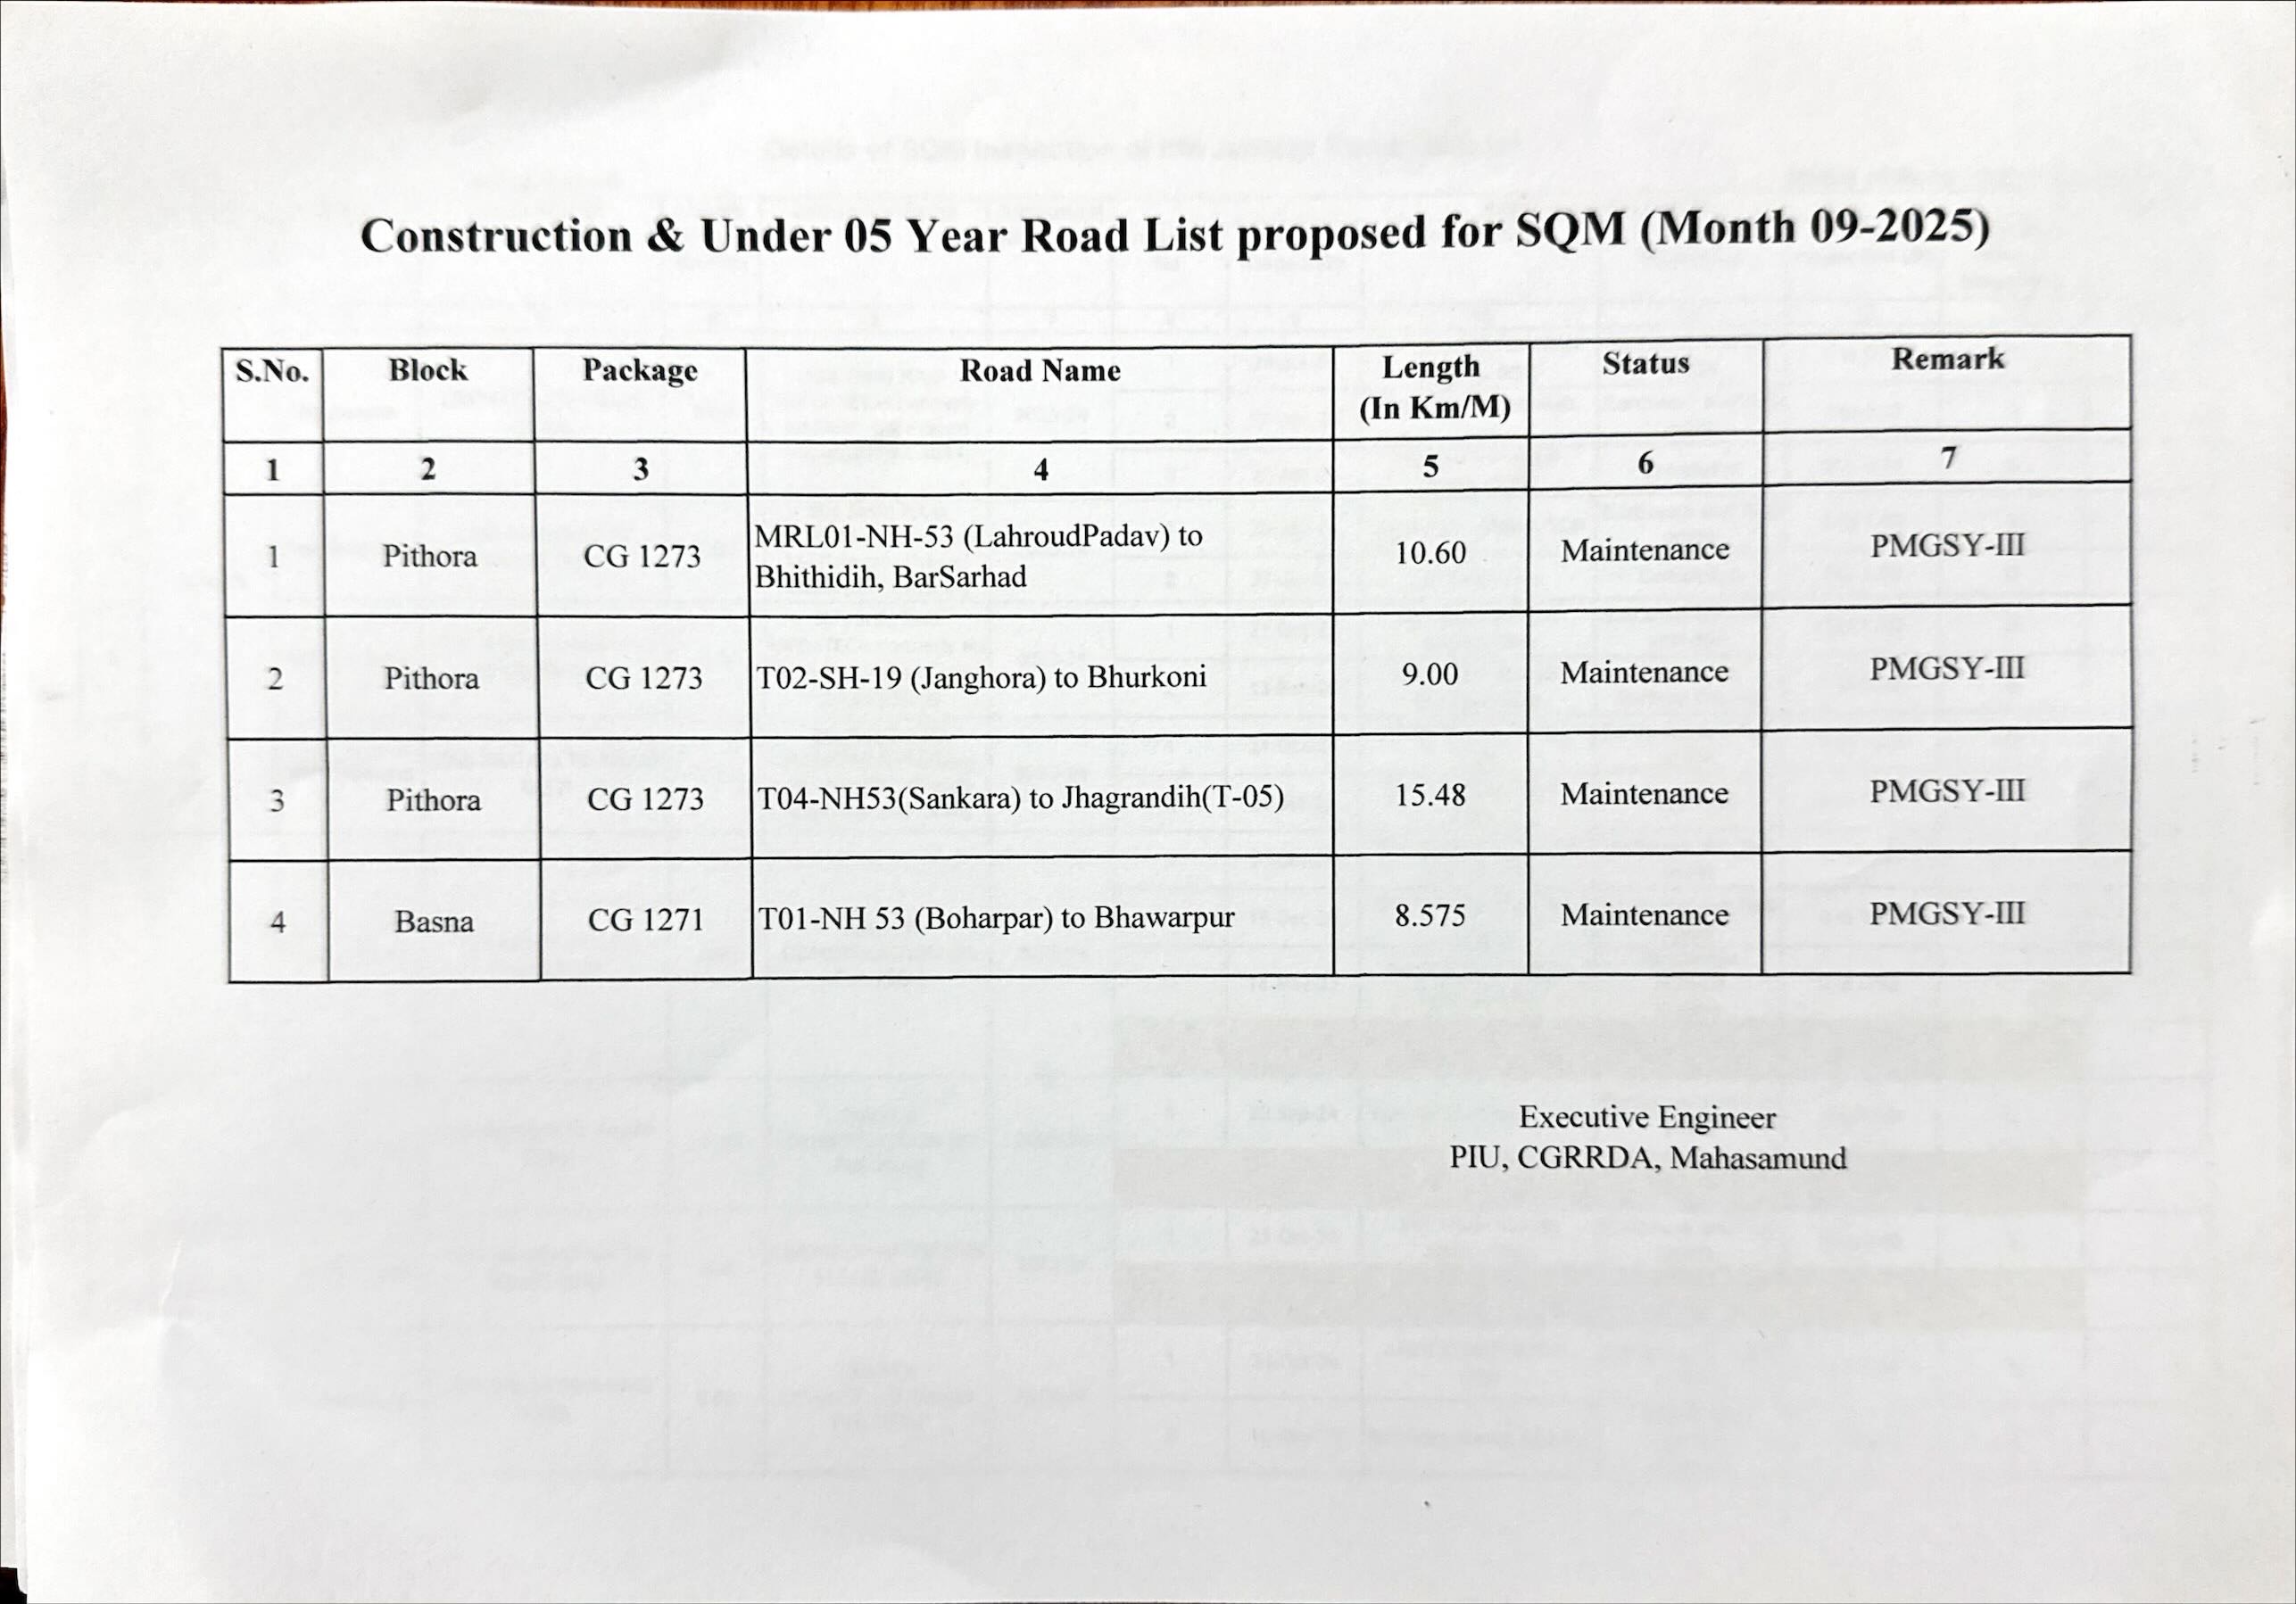 Construction & Under 05 Year Road List proposed for SQM (Month 09-2025)
S.No. Block Package Road Name Length (In Km/M) Status Remark
1 2 3 4 5 6 7
1 Pithora CG 1273 MRL01-NH-53 (LahroudPadav) to Bhithidih, BarSarhad 10.60 Maintenance PMGSY-III
2 Pithora CG 1273 T02-SH-19 (Janghora) to Bhurkoni 9.00 Maintenance PMGSY-III
3 Pithora CG 1273 T04-NH53(Sankara) to Jhagrandih(T-05) 15.48 Maintenance PMGSY-III
4 Basna CG 1271 T01-NH 53 (Boharpar) to Bhawarpur 8.575 Maintenance PMGSY-III
Executive Engineer
PIU, CGRRDA, Mahasamund